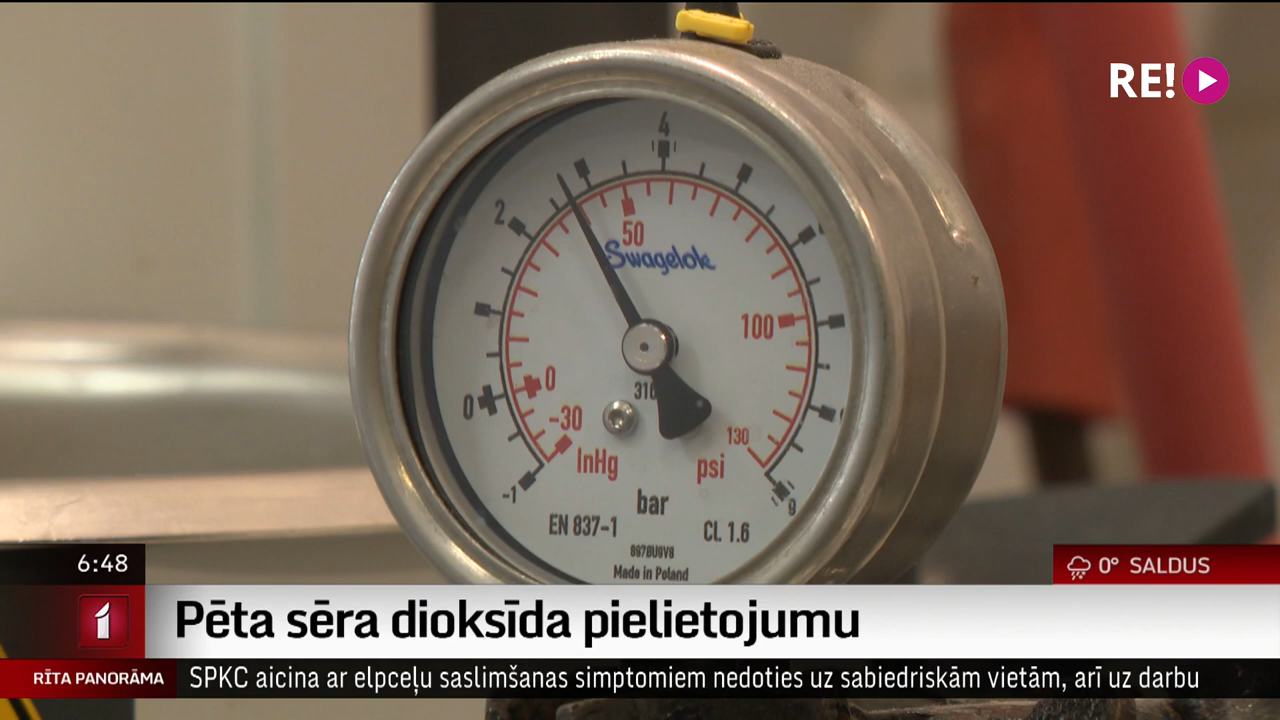 RE!
4
2
50
Swagelok
100
0
0
316
-30
130
InHg
psi
-1
9
bar
EN 837-1
CL. 1.6
Made in Poland
6:48
0° SALDUS
1
Pēta sēra dioksīda pielietojumu
RĪTA PANORĀMA
SPKC aicina ar elpceļu saslimšanas simptomiem nedoties uz sabiedriskām vietām, arī uz darbu